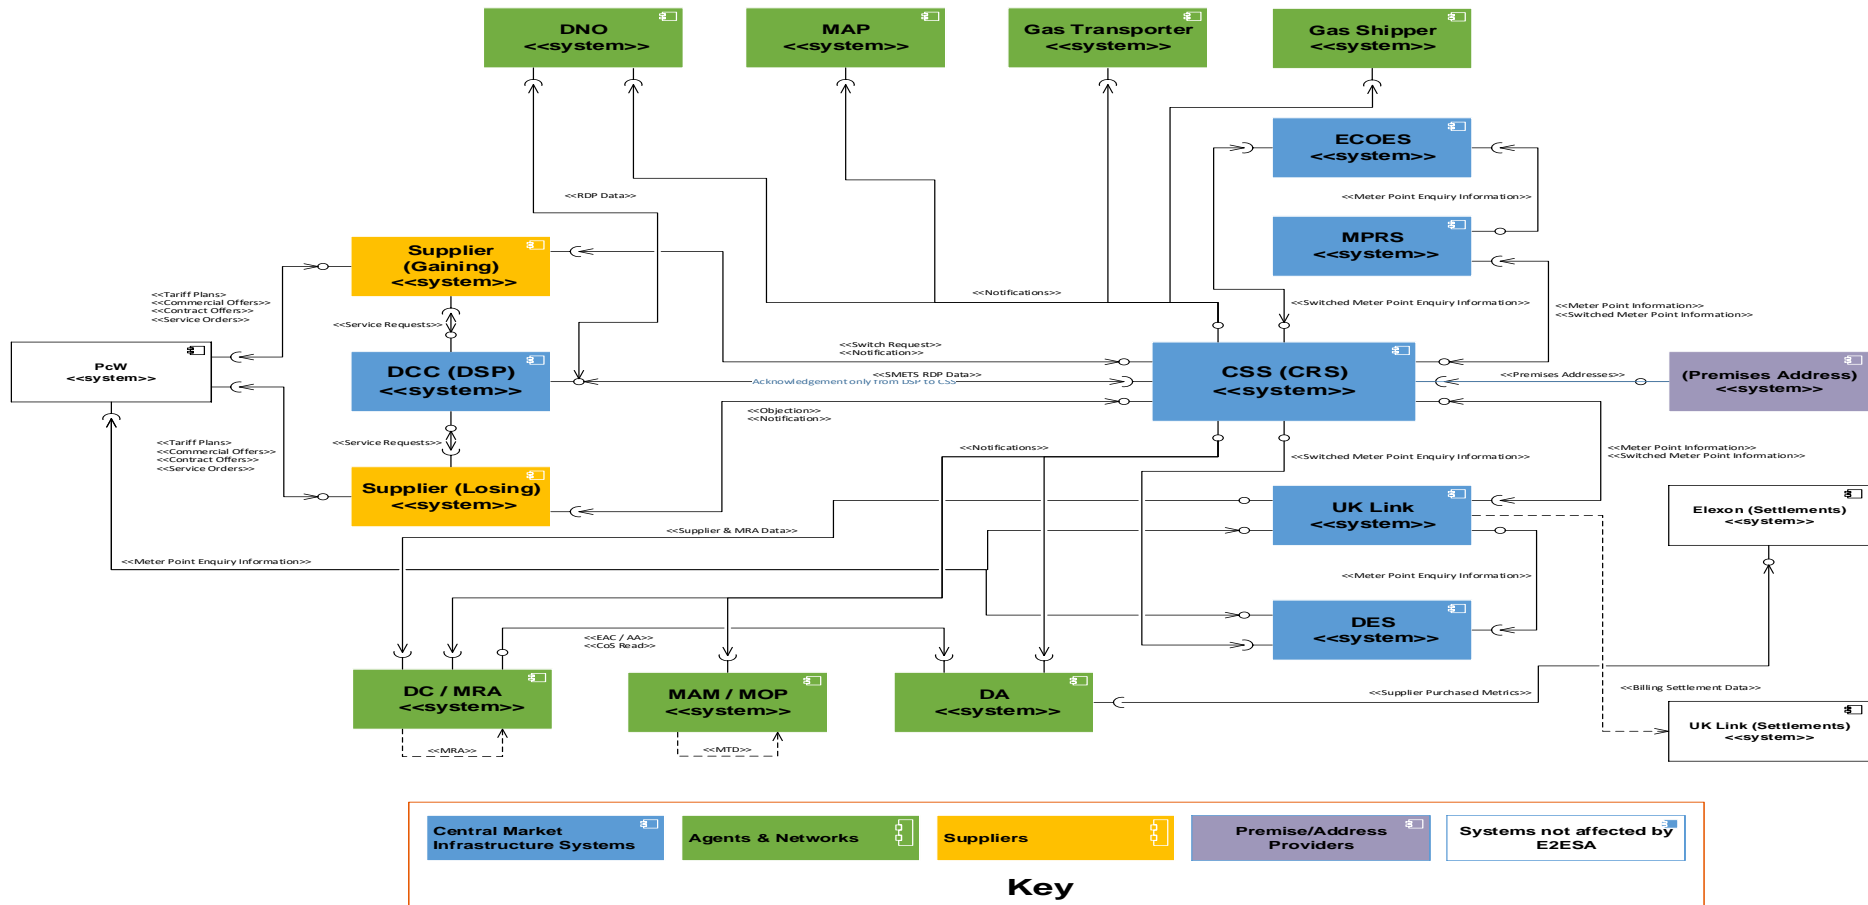 DNO
<<system>>
MAP
<<system>>
Gas Transporter
<<system>>
Gas Shipper
<<system>>
ECOES
<<system>>
<<RDP Data>>
<<Meter Point Enquiry Information>>
MPRS
<<system>>
Supplier
(Gaining)
<<system>>
<<Tariff Plans>
<<Commercial Offers>>
<<Contract Offers>>
<<Service Orders>>
<<Notifications>>
<<Switched Meter Point Enquiry Information>>
<<Meter Point Information>>
<<Switched Meter Point Information>>
<<Service Requests>>
<<Switch Request>>
<<Notification>>
PcW
<<system>>
DCC (DSP)
<<system>>
<<SMETS RDP Data>>
Acknowledgement only from DSP to CSS
CSS (CRS)
<<system>>
<<Premises Addresses>>
(Premises Address)
<<system>>
<<Objection>>
<<Notification>>
<<Tariff Plans>
<<Commercial Offers>>
<<Contract Offers>>
<<Service Orders>>
<<Service Requests>>
<<Notifications>>
<<Switched Meter Point Enquiry Information>>
<<Meter Point Information>>
<<Switched Meter Point Information>>
Supplier (Losing)
<<system>>
UK Link
<<system>>
Elexon (Settlements)
<<system>>
<<Supplier & MRA Data>>
<<Meter Point Enquiry Information>>
<<Meter Point Enquiry Information>>
DES
<<system>>
<<EAC / AA>>
<<CoS Read>>
DC / MRA
<<system>>
MAM / MOP
<<system>>
DA
<<system>>
<<Supplier Purchased Metrics>>
<<Billing Settlement Data>>
UK Link (Settlements)
<<system>>
<<MRA>>
<<MTD>>
Central Market
Infrastructure Systems
Agents & Networks
Suppliers
Premise/Address
Providers
Systems not affected by
E2ESA
Key